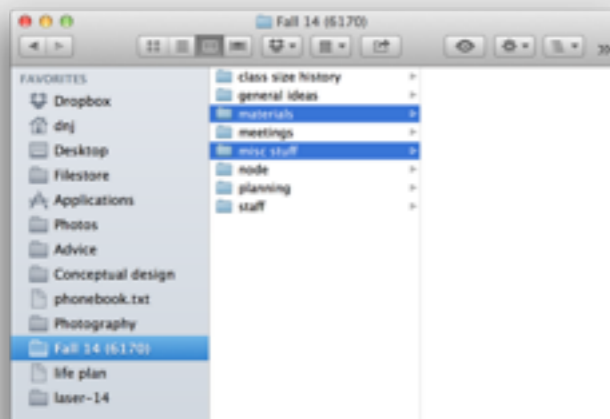 Fall 14 (6170)
FAVORITES
Dropbox
dnj
Desktop
Filestore
Applications
Photos
Advice
Conceptual design
phonebook.txt
Photography
Fall 14 (6170)
life plan
laser-14
class size history
general ideas
materials
meetings
misc stuff
node
planning
staff